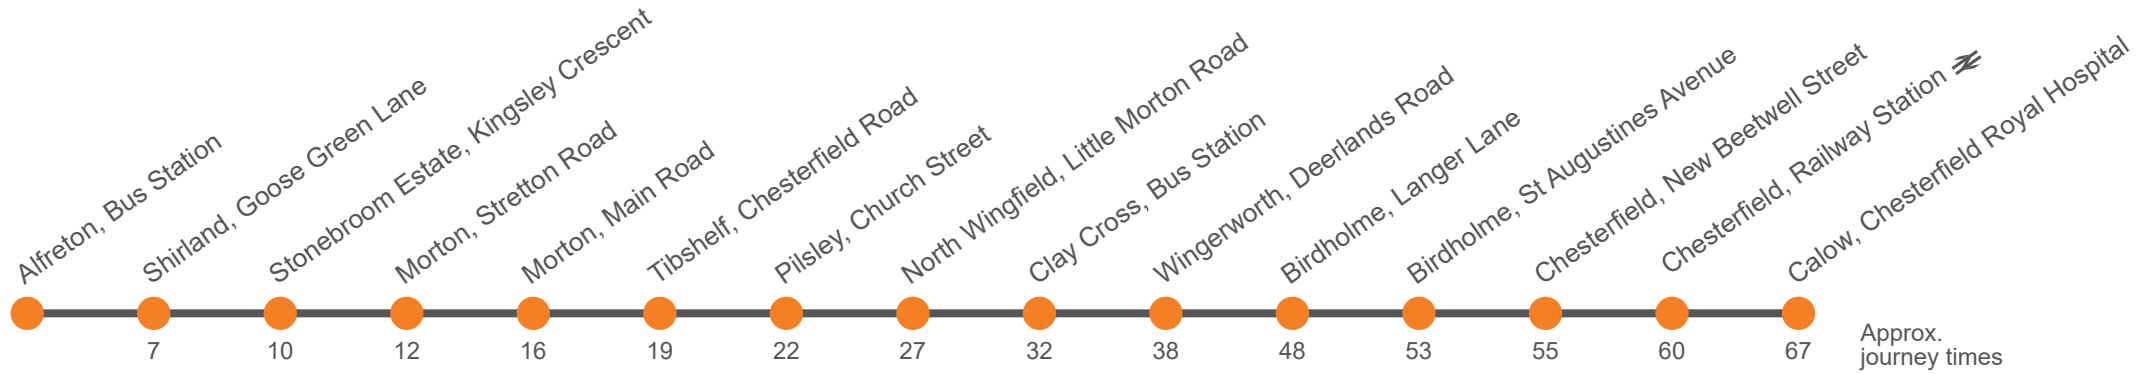 Alfreton, Bus Station
Shirland, Goose Green Lane
Stonebroom Estate, Kingsley Crescent
Morton, Stretton Road
Morton, Main Road
Tibshelf, Chesterfield Road
Pilsley, Church Street
North Wingfield, Little Morton Road
Clay Cross, Bus Station
Wingerworth, Deerlands Road
Birdholme, Langer Lane
Birdholme, St Augustines Avenue
Chesterfield, New Beetwell Street
Chesterfield, Railway Station
Calow, Chesterfield Royal Hospital
7 10 12 16 19 22 27 32 38 48 53 55 60 67
Approx.
journey times